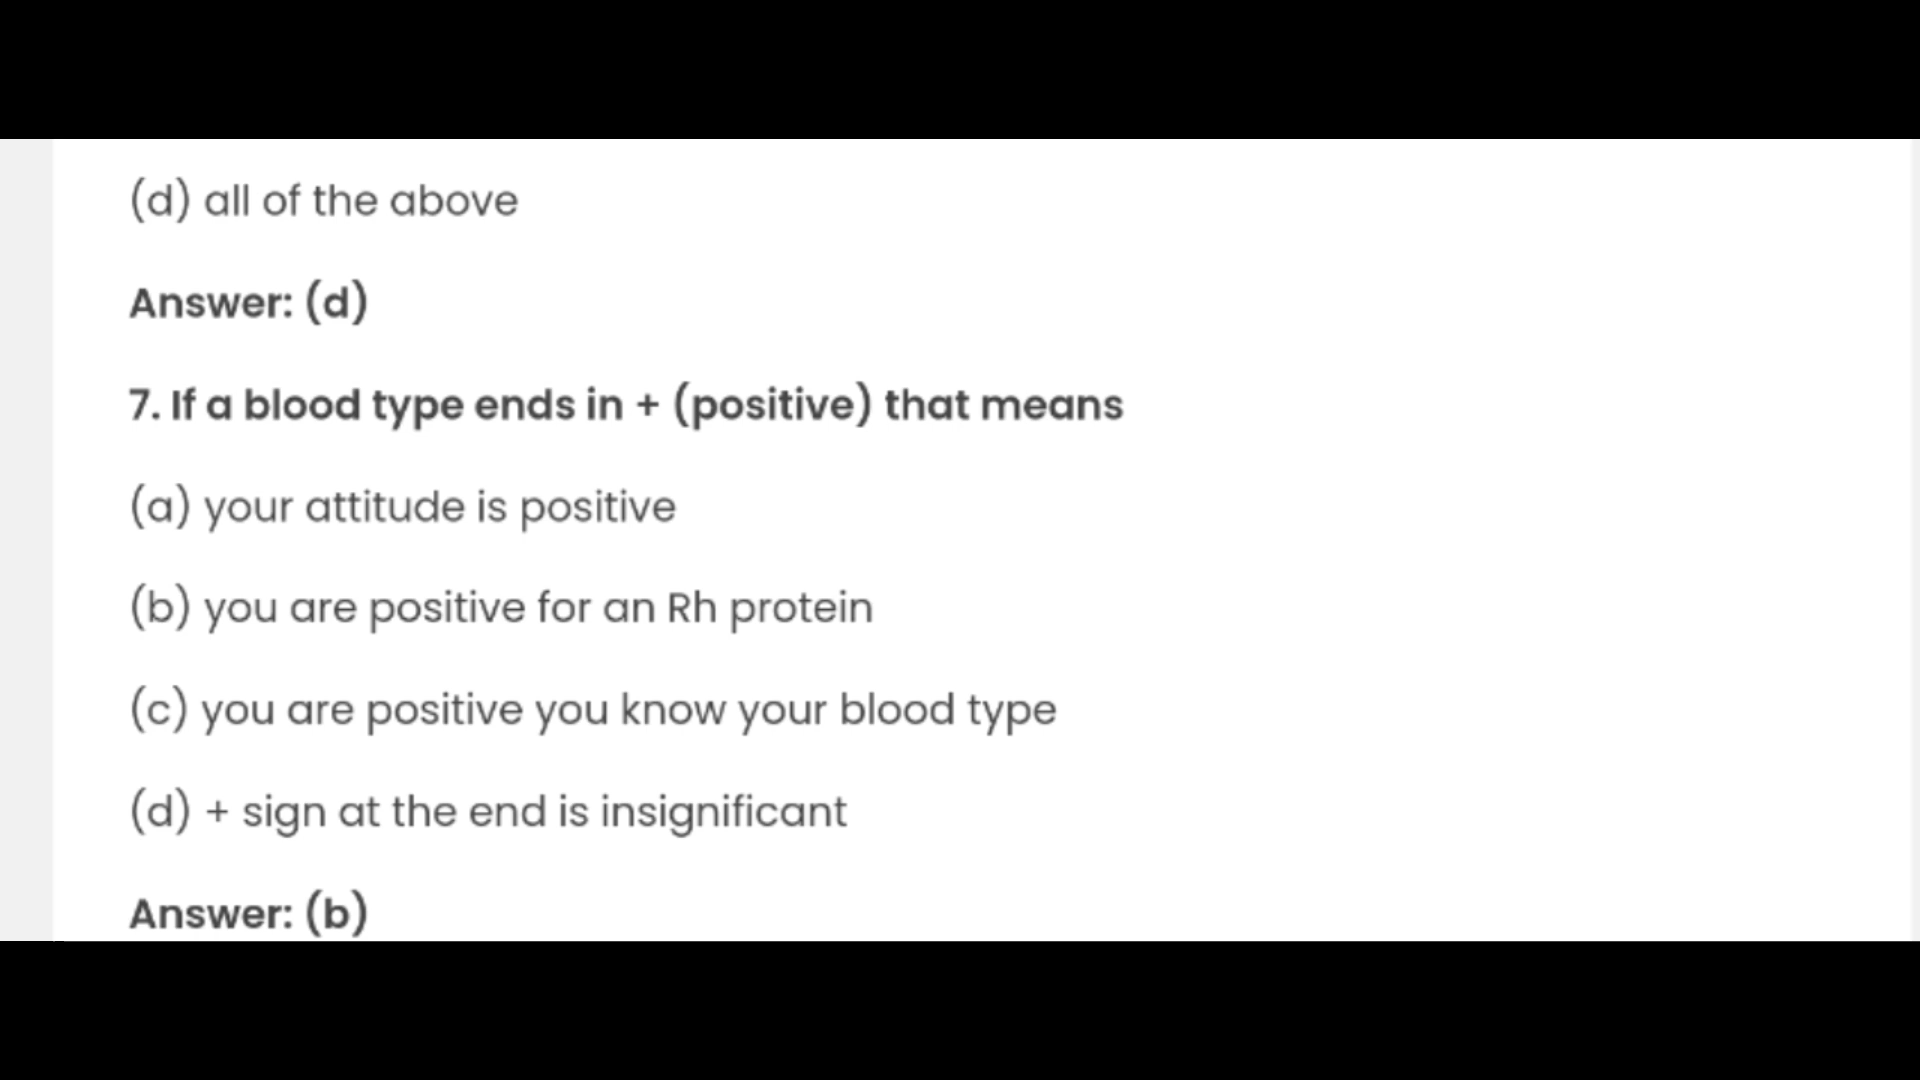 (d) all of the above
Answer: (d)
7. If a blood type ends in + (positive) that means
(a) your attitude is positive
(b) you are positive for an Rh protein
(c) you are positive you know your blood type
(d) + sign at the end is insignificant
Answer: (b)